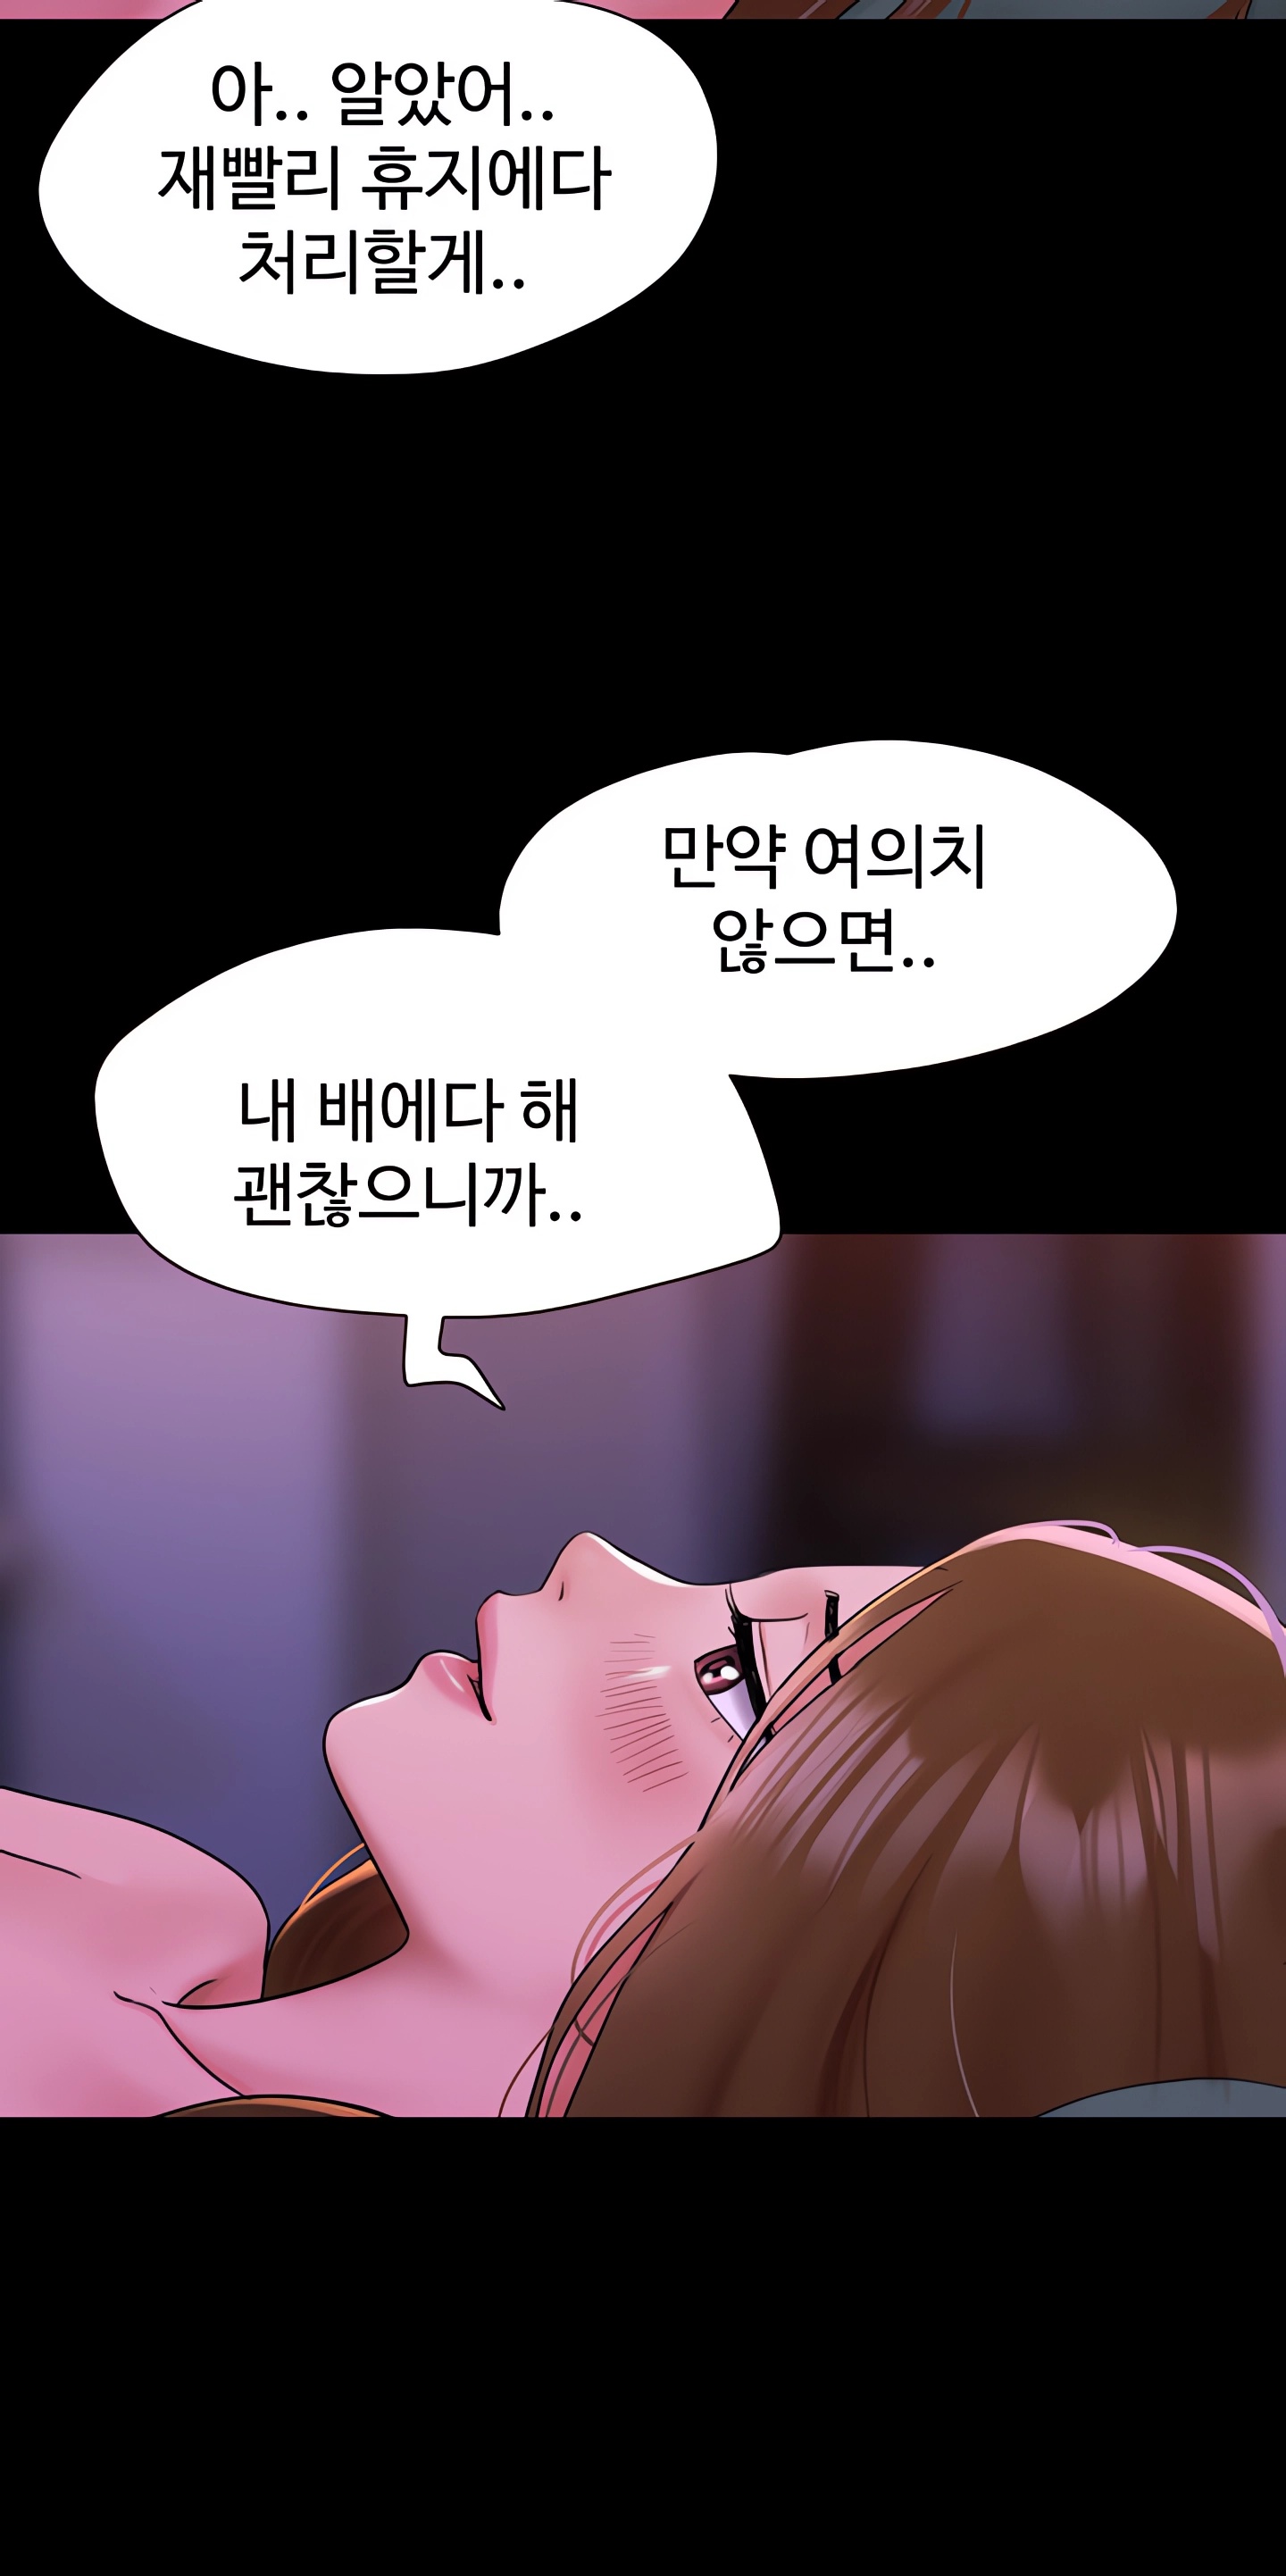 아.. 알았어..
재빨리 휴지에다
처리할게..
만약 여의치
않으면..
내 배에다 해
괜찮으니까..